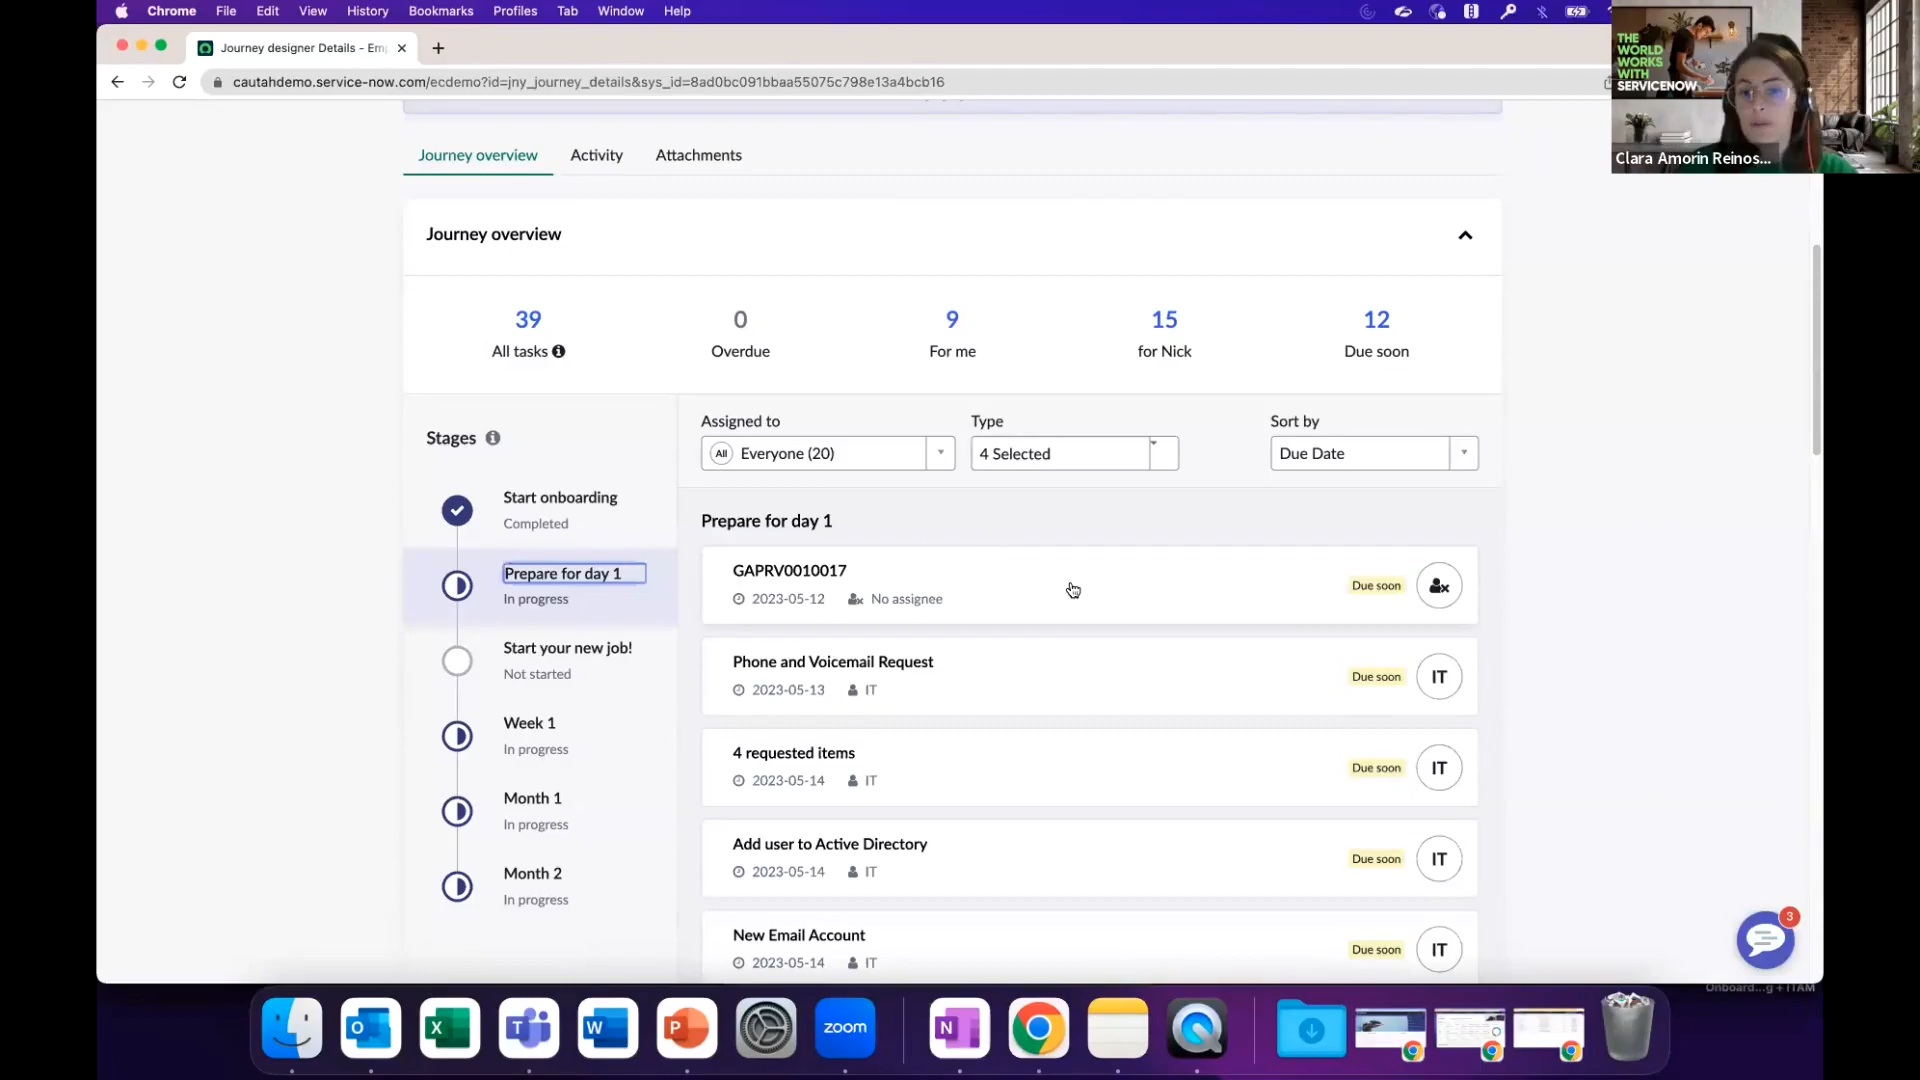 Chrome File Edit View History Bookmarks Profiles Tab Window Help
Journey designer Details - Emp
cautahdemo.service-now.com/ecdemo?id=jny_journey_details&sys_id=8ad0bc091bbaa55075c798e13a4bcb16
THE
WORLD
WORKS
WITH
SERVICENOW
Clara Amorin Reinos...
Journey overview Activity Attachments
Journey overview
39 0 9 15 12
All tasks Overdue For me for Nick Due soon
Stages
Start onboarding
Completed
Prepare for day 1
In progress
Start your new job!
Not started
Week 1
In progress
Month 1
In progress
Month 2
In progress
Assigned to Type Sort by
All Everyone (20) 4 Selected Due Date
Prepare for day 1
GAPRV0010017
2023-05-12 No assignee
Due soon
Phone and Voicemail Request
2023-05-13 IT
Due soon IT
4 requested items
2023-05-14 IT
Due soon IT
Add user to Active Directory
2023-05-14 IT
Due soon IT
New Email Account
2023-05-14 IT
Due soon IT
3
Onboard...g + ITAM
O X T W P zoom N